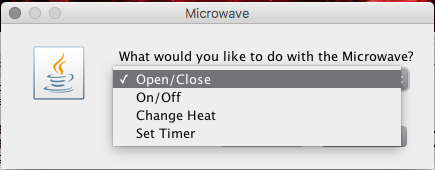 Microwave
What would you like to do with the Microwave?
✓ Open/Close
On/Off
Change Heat
Set Timer